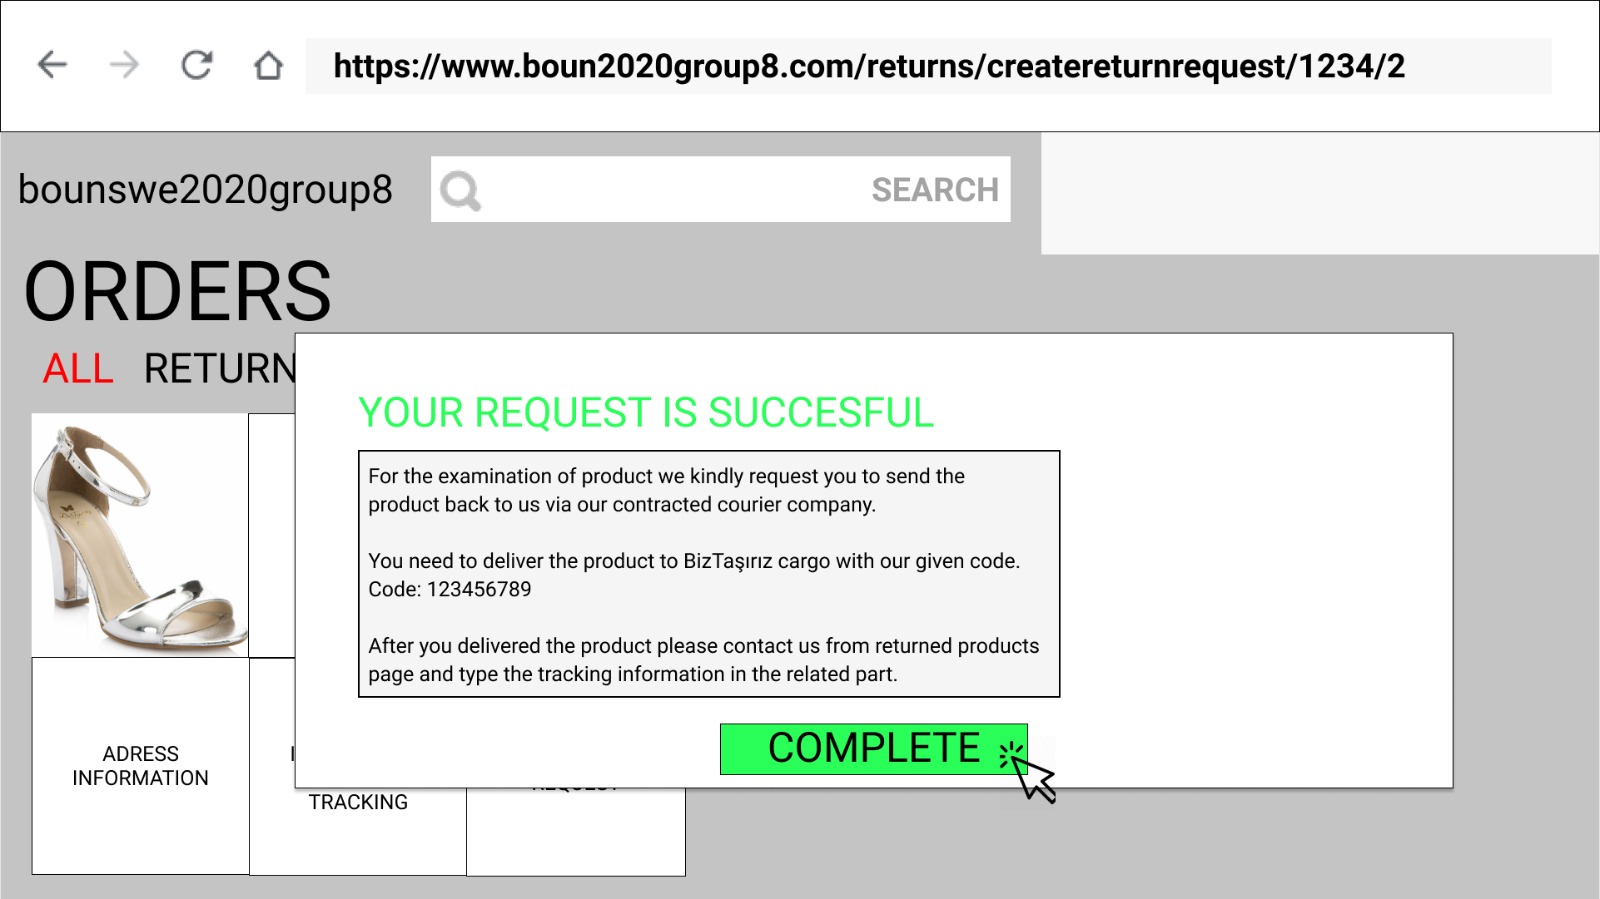 https://www.boun2020group8.com/returns/createreturnrequest/1234/2
bounswe2020group8
SEARCH
ORDERS
ALL RETURN
YOUR REQUEST IS SUCCESFUL
For the examination of product we kindly request you to send the
product back to us via our contracted courier company.
You need to deliver the product to BizTaşırız cargo with our given code.
Code: 123456789
After you delivered the product please contact us from returned products
page and type the tracking information in the related part.
COMPLETE
ADRESS
INFORMATION
TRACKING
REQUEST